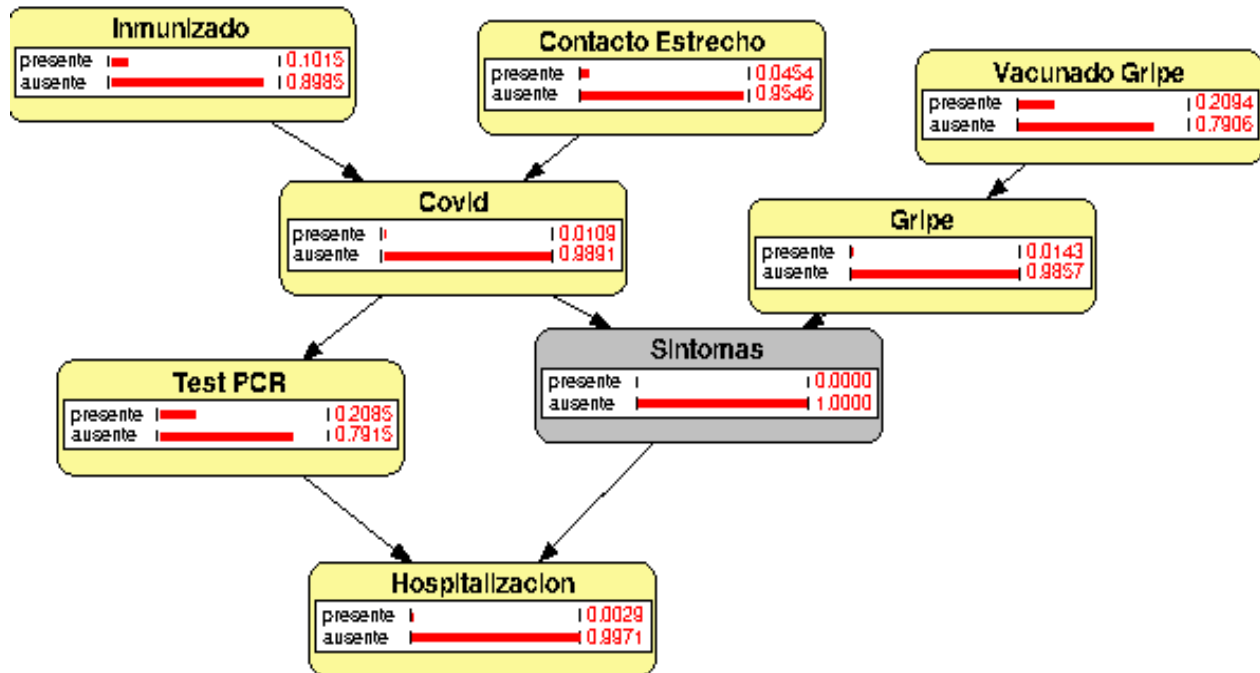 Inmunizado
presente 0.1015
ausente 0.8985
Contacto Estrecho
presente 0.0454
ausente 0.9546
Vacunado Gripe
presente 0.2094
ausente 0.7906
Covid
presente 0.0109
ausente 0.9891
Gripe
presente 0.0143
ausente 0.9857
Sintomas
presente 0.0000
ausente 1.0000
Test PCR
presente 0.2085
ausente 0.7915
Hospitalizacion
presente 0.0029
ausente 0.9971